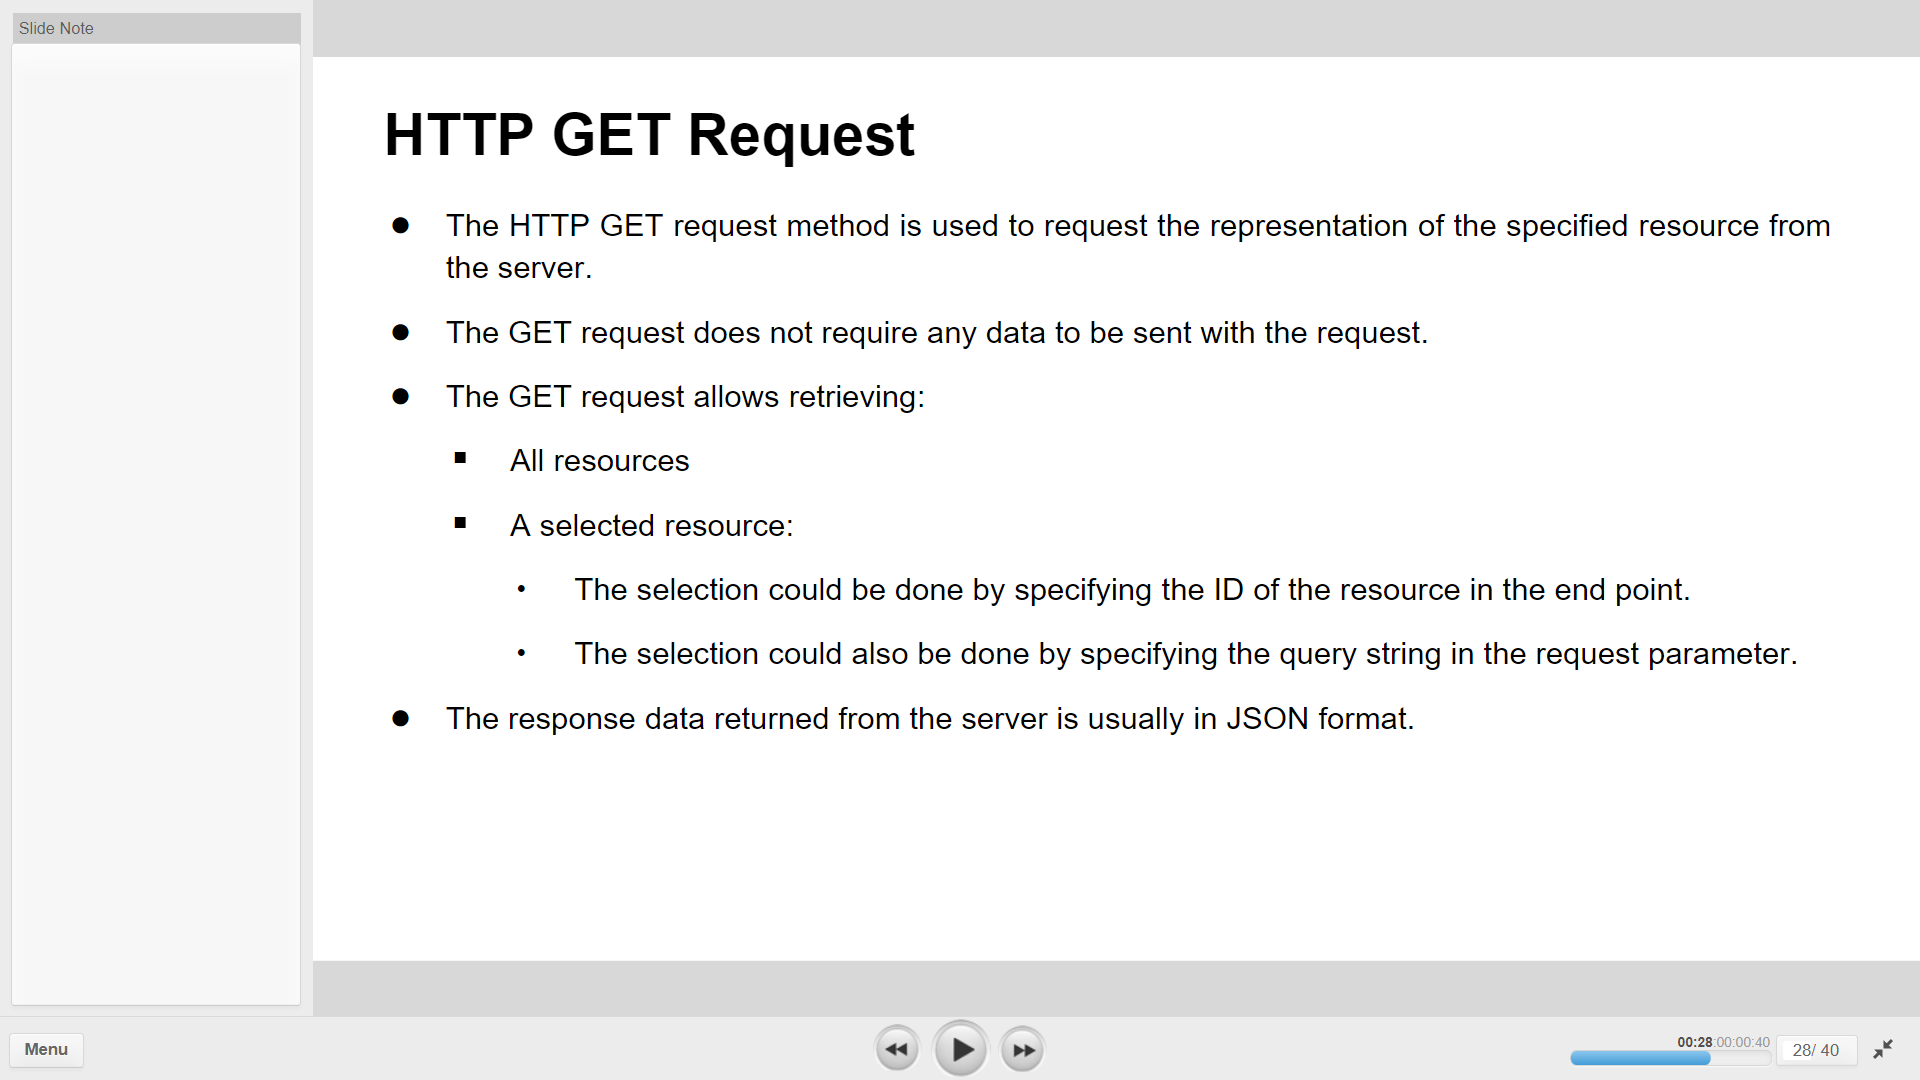 Slide Note
HTTP GET Request
● The HTTP GET request method is used to request the representation of the specified resource from
the server.
● The GET request does not require any data to be sent with the request.
● The GET request allows retrieving:
▪ All resources
▪ A selected resource:
• The selection could be done by specifying the ID of the resource in the end point.
• The selection could also be done by specifying the query string in the request parameter.
● The response data returned from the server is usually in JSON format.
Menu
00:28:00:00:40
28/ 40